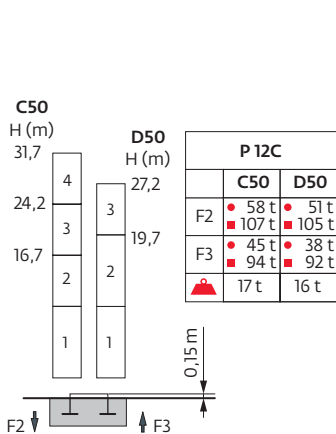 C50
H (m)
31,7
24,2
16,7
4
3
2
1
D50
H (m)
27,2
19,7
3
2
1
P 12C
C50 D50
F2 58 t 51 t
107 t 105 t
F3 45 t 38 t
94 t 92 t
17 t 16 t
0,15 m
F2 F3